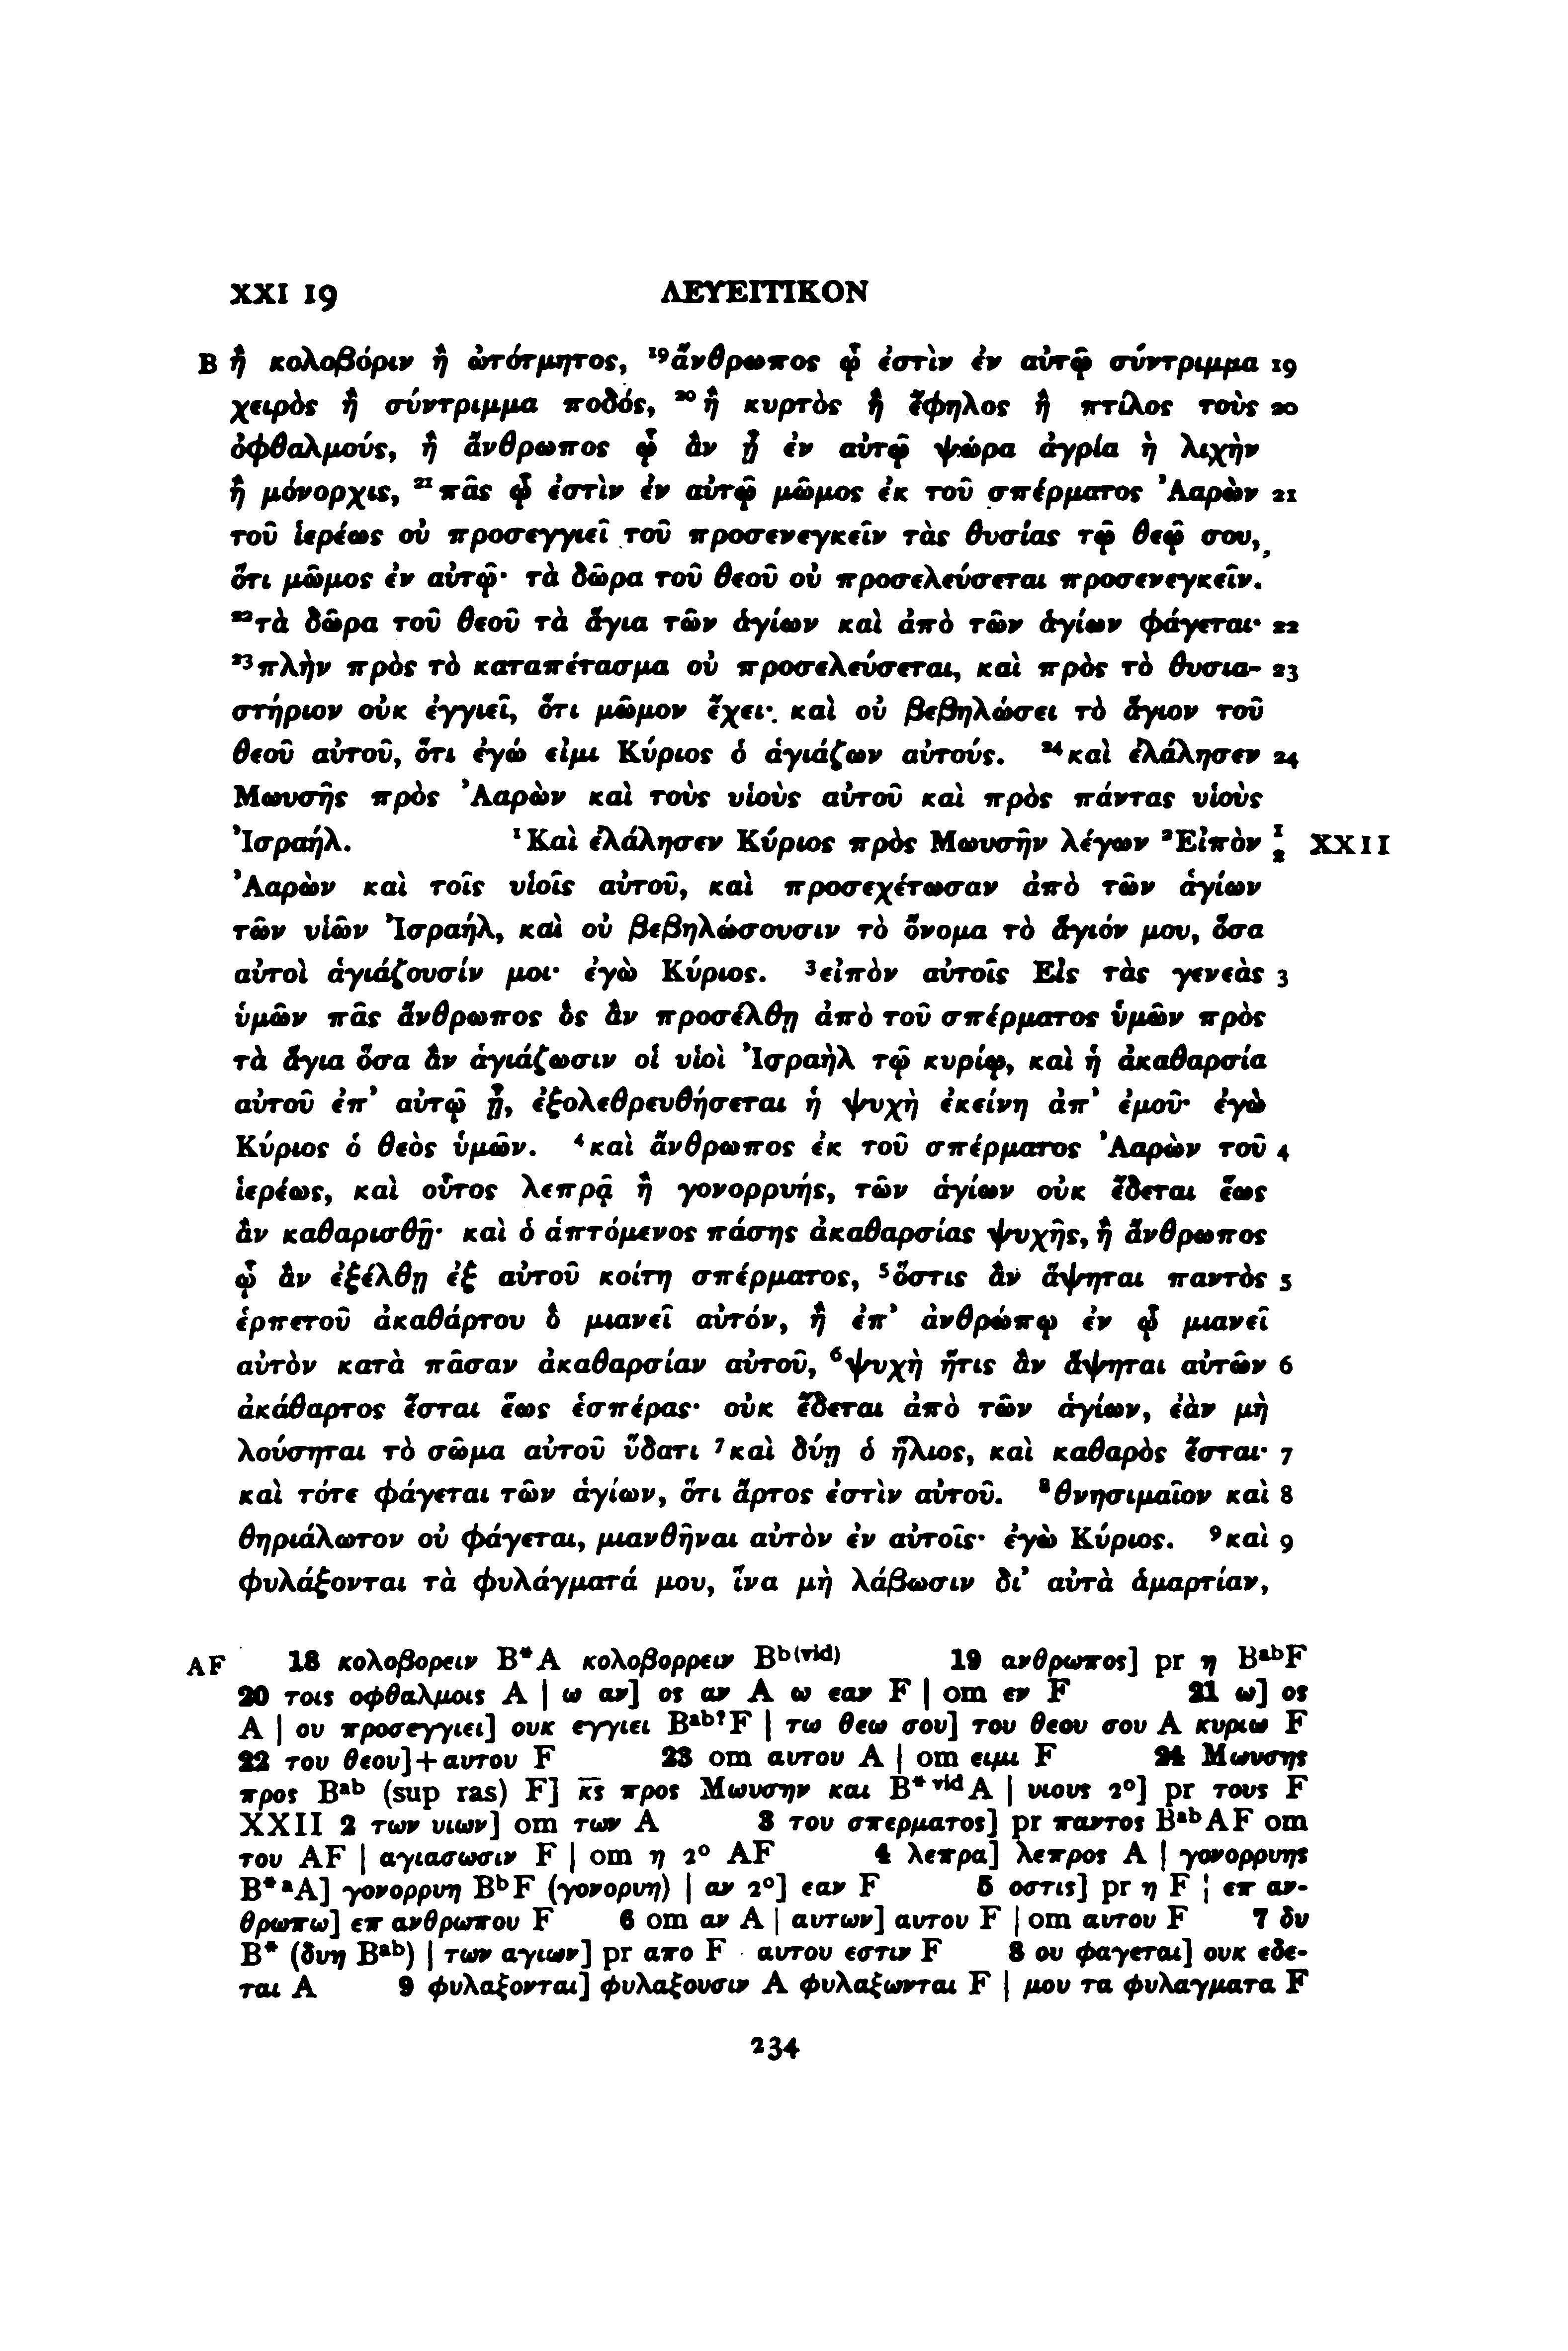 XXI 19 ΛΕΥΕΙΤΙΚΟΝ
B ἢ κολοβόριν ἢ ὠτότμητος, ¹⁹ἄνθρωπος ᾧ ἐστὶν ἐν αὐτῷ σύντριμμα 19
χειρὸς ἢ σύντριμμα ποδός, ²⁰ἢ κυρτὸς ἢ ἔφηλος ἢ πτίλος τοὺς 20
ὀφθαλμούς, ἢ ἄνθρωπος ᾧ ἂν ᾖ ἐν αὐτῷ ψώρα ἀγρία ἢ λιχὴν
ἢ μόνορχις, ²¹πᾶς ᾧ ἐστὶν ἐν αὐτῷ μῶμος ἐκ τοῦ σπέρματος Ἀαρὼν 21
τοῦ ἱερέως οὐ προσεγγιεῖ τοῦ προσενεγκεῖν τὰς θυσίας τῷ θεῷ σου,
ὅτι μῶμος ἐν αὐτῷ· τὰ δῶρα τοῦ θεοῦ οὐ προσελεύσεται προσενεγκεῖν.
²²τὰ δῶρα τοῦ θεοῦ τὰ ἅγια τῶν ἁγίων καὶ ἀπὸ τῶν ἁγίων φάγεται· 22
²³πλὴν πρὸς τὸ καταπέτασμα οὐ προσελεύσεται, καὶ πρὸς τὸ θυσια- 23
στήριον οὐκ ἐγγιεῖ, ὅτι μῶμον ἔχει· καὶ οὐ βεβηλώσει τὸ ἅγιον τοῦ
θεοῦ αὐτοῦ, ὅτι ἐγώ εἰμι Κύριος ὁ ἁγιάζων αὐτούς. ²⁴καὶ ἐλάλησεν 24
Μωυσῆς πρὸς Ἀαρὼν καὶ τοὺς υἱοὺς αὐτοῦ καὶ πρὸς πάντας υἱοὺς
Ἰσραήλ. ¹Καὶ ἐλάλησεν Κύριος πρὸς Μωυσῆν λέγων ²Εἰπὸν 1 2 XXII
Ἀαρὼν καὶ τοῖς υἱοῖς αὐτοῦ, καὶ προσεχέτωσαν ἀπὸ τῶν ἁγίων
τῶν υἱῶν Ἰσραήλ, καὶ οὐ βεβηλώσουσιν τὸ ὄνομα τὸ ἅγιόν μου, ὅσα
αὐτοὶ ἁγιάζουσίν μοι· ἐγὼ Κύριος. ³εἰπὸν αὐτοῖς Εἰς τὰς γενεὰς 3
ὑμῶν πᾶς ἄνθρωπος ὃς ἂν προσέλθῃ ἀπὸ τοῦ σπέρματος ὑμῶν πρὸς
τὰ ἅγια ὅσα ἂν ἁγιάζωσιν οἱ υἱοὶ Ἰσραὴλ τῷ κυρίῳ, καὶ ἡ ἀκαθαρσία
αὐτοῦ ἐπ’ αὐτῷ ᾖ, ἐξολεθρευθήσεται ἡ ψυχὴ ἐκείνη ἀπ’ ἐμοῦ· ἐγὼ
Κύριος ὁ θεὸς ὑμῶν. ⁴καὶ ἄνθρωπος ἐκ τοῦ σπέρματος Ἀαρὼν τοῦ 4
ἱερέως, καὶ οὗτος λεπρᾷ ἢ γονορρυής, τῶν ἁγίων οὐκ ἔδεται ἕως
ἂν καθαρισθῇ· καὶ ὁ ἁπτόμενος πάσης ἀκαθαρσίας ψυχῆς, ἢ ἄνθρωπος
ᾧ ἂν ἐξέλθῃ ἐξ αὐτοῦ κοίτη σπέρματος, ⁵ὅστις ἂν ἅψηται παντὸς 5
ἑρπετοῦ ἀκαθάρτου ὃ μιανεῖ αὐτόν, ἢ ἐπ’ ἀνθρώπῳ ἐν ᾧ μιανεῖ
αὐτὸν κατὰ πᾶσαν ἀκαθαρσίαν αὐτοῦ, ⁶ψυχὴ ἥτις ἂν ἅψηται αὐτῶν 6
ἀκάθαρτος ἔσται ἕως ἑσπέρας· οὐκ ἔδεται ἀπὸ τῶν ἁγίων, ἐὰν μὴ
λούσηται τὸ σῶμα αὐτοῦ ὕδατι ⁷καὶ δύῃ ὁ ἥλιος, καὶ καθαρὸς ἔσται· 7
καὶ τότε φάγεται τῶν ἁγίων, ὅτι ἄρτος ἐστὶν αὐτοῦ. ⁸θνησιμαῖον καὶ 8
θηριάλωτον οὐ φάγεται, μιανθῆναι αὐτὸν ἐν αὐτοῖς· ἐγὼ Κύριος. ⁹καὶ 9
φυλάξονται τὰ φυλάγματά μου, ἵνα μὴ λάβωσιν δι’ αὐτὰ ἁμαρτίαν,
AF 18 κολοβορειν B*A κολοβορρειν Bᵇ⁽ᵛⁱᵈ⁾ 19 ανθρωπος] pr η BᵃᵇF
20 τοις οφθαλμοις A | ω αν] ος αν A ω εαν F | om εν F 21 ω] ος
A | ου προσεγγιει] ουκ εγγιει Bᵃᵇ?F | τω θεω σου] του θεου σου A κυριω F
22 του θεου]+αυτου F 23 om αυτου A | om ειμι F 24 Μωυσης
προς Bᵃᵇ (sup ras) F] κ̅ς̅ προς Μωυσην και B*ᵛⁱᵈA | υιους 2°] pr τους F
XXII 2 των υιων] om των A 3 του σπερματος] pr παντος BᵃᵇAF om
του AF | αγιασωσιν F | om η 2° AF 4 λεπρα] λεπρος A | γονορρυης
B*ᵃA] γονορρυη BᵇF (γονορυη) | αν 2°] εαν F 5 οστις] pr η F | επ αν-
θρωπω] επ ανθρωπου F 6 om αν A | αυτων] αυτου F | om αυτου F 7 δυ
B* (δυη Bᵃᵇ) | των αγιων] pr απο F αυτου εστιν F 8 ου φαγεται] ουκ εδε-
ται A 9 φυλαξονται] φυλαξουσιν A φυλαξωνται F | μου τα φυλαγματα F
234